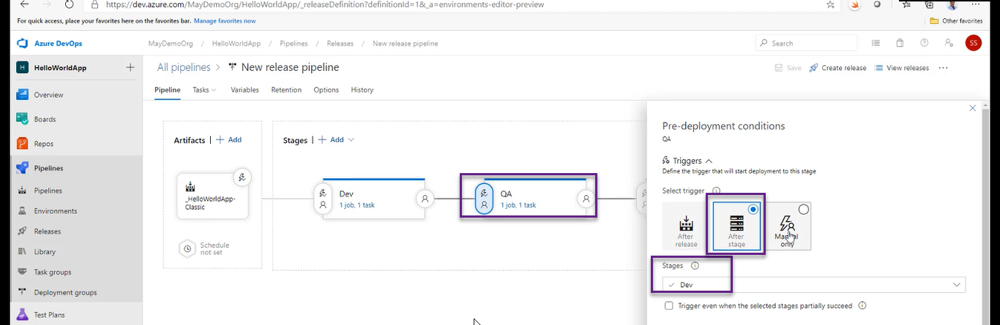 https://dev.azure.com/MayDemoOrg/HelloWorldApp/_releaseDefinition?definitionId=1&_a=environments-editor-preview
For quick access, place your favorites here on the favorites bar. Manage favorites now
Other favorites
Azure DevOps
MayDemoOrg / HelloWorldApp / Pipelines / Releases / New release pipeline
Search
SS
H HelloWorldApp
All pipelines > New release pipeline
Save Create release View releases
Overview
Boards
Repos
Pipelines
Pipelines
Environments
Releases
Library
Task groups
Deployment groups
Test Plans
Pipeline Tasks Variables Retention Options History
Artifacts | + Add
_HelloWorldApp-
Classic
Schedule
not set
Stages | + Add
Dev
1 job, 1 task
QA
1 job, 1 task
Pre-deployment conditions
QA
Triggers
Define the trigger that will start deployment to this stage
Select trigger
After
release
After
stage
Manual
only
Stages
Dev
Trigger even when the selected stages partially succeed